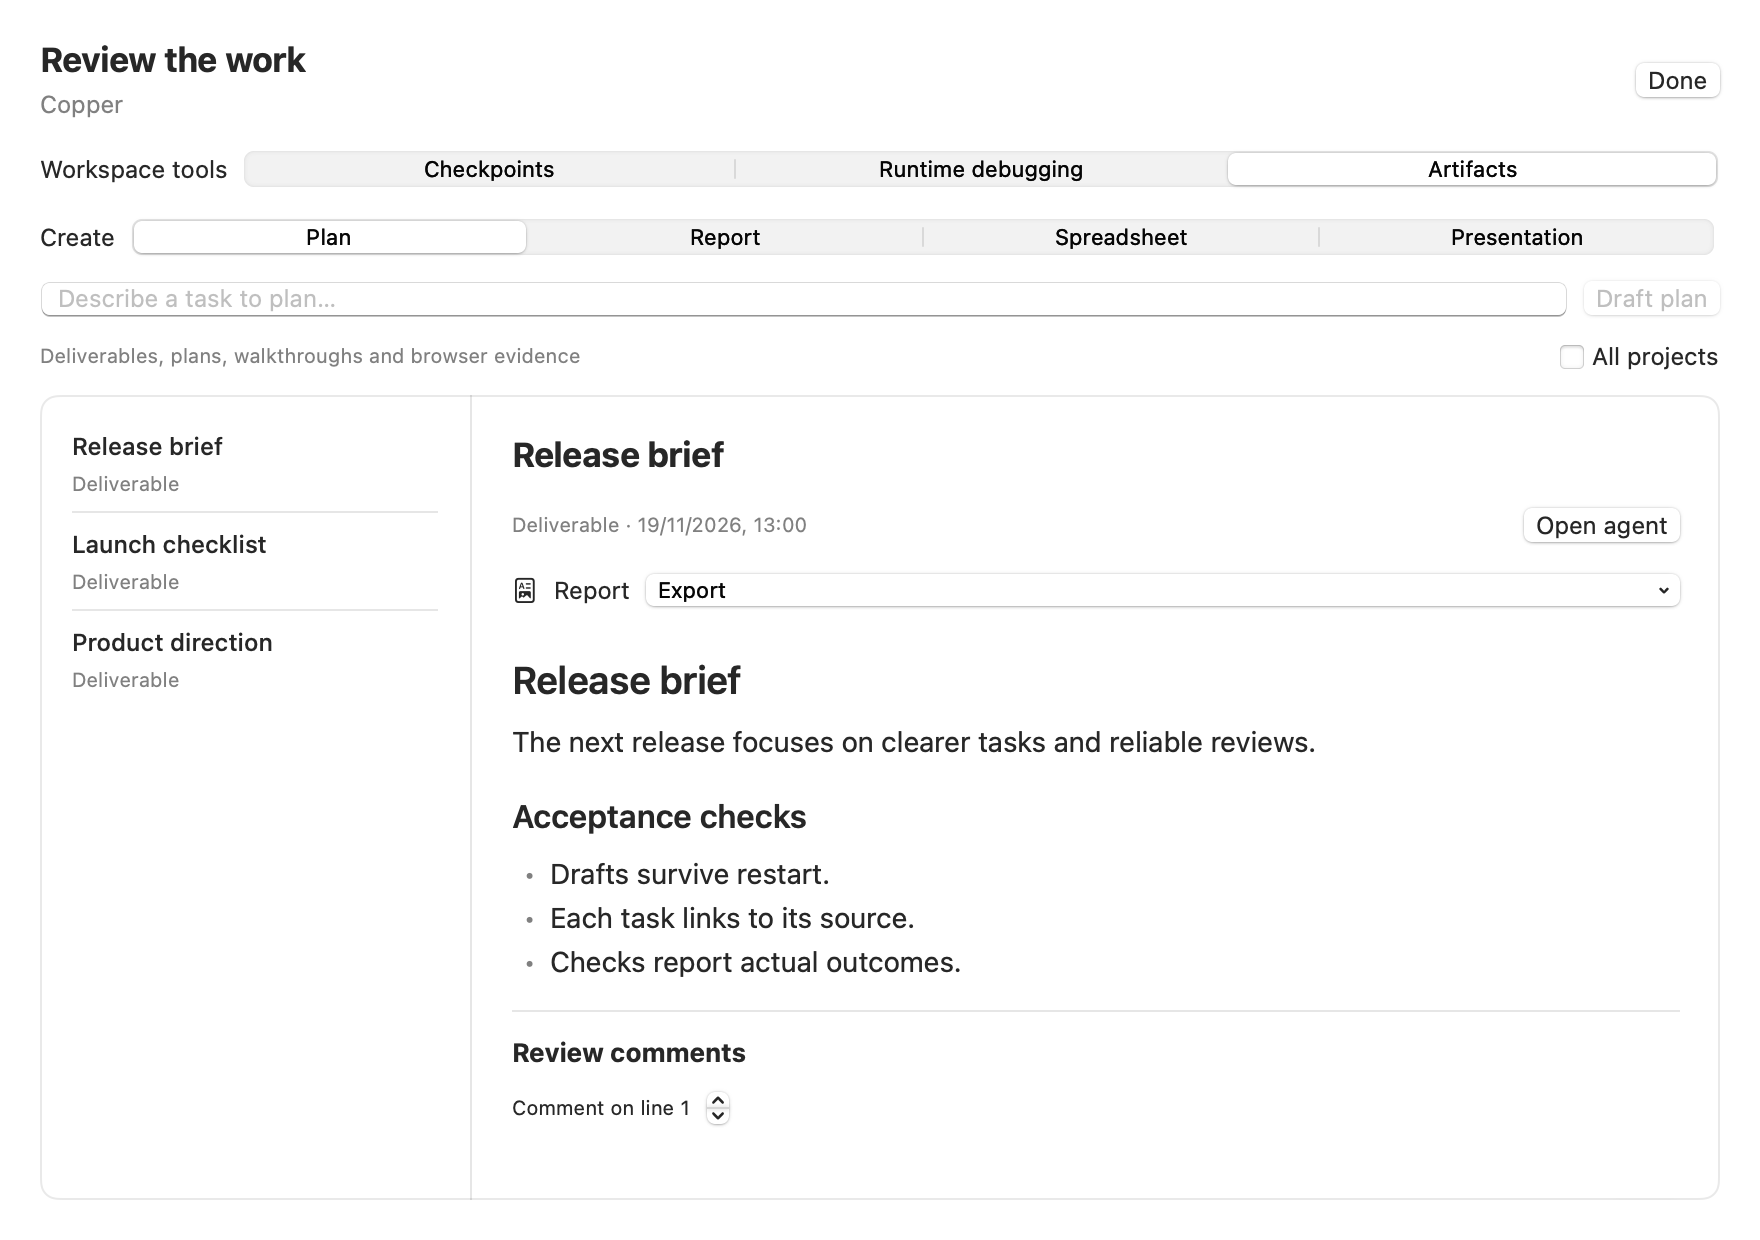 Review the work
Copper
Done
Workspace tools
Checkpoints
Runtime debugging
Artifacts
Create
Plan
Report
Spreadsheet
Presentation
Describe a task to plan...
Draft plan
Deliverables, plans, walkthroughs and browser evidence
All projects
Release brief
Deliverable
Launch checklist
Deliverable
Product direction
Deliverable
Release brief
Deliverable · 19/11/2026, 13:00
Open agent
Report
Export
Release brief
The next release focuses on clearer tasks and reliable reviews.
Acceptance checks
• Drafts survive restart.
• Each task links to its source.
• Checks report actual outcomes.
Review comments
Comment on line 1